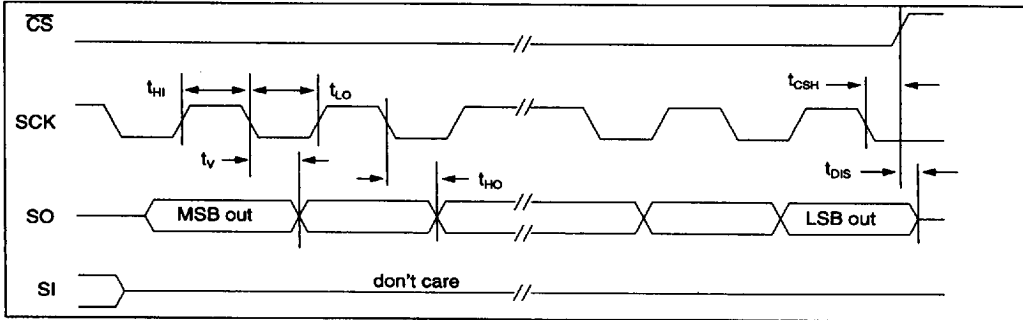 CS
tHI
tLO
tCSH
SCK
tV
tHO
tDIS
SO
MSB out
LSB out
SI
don't care